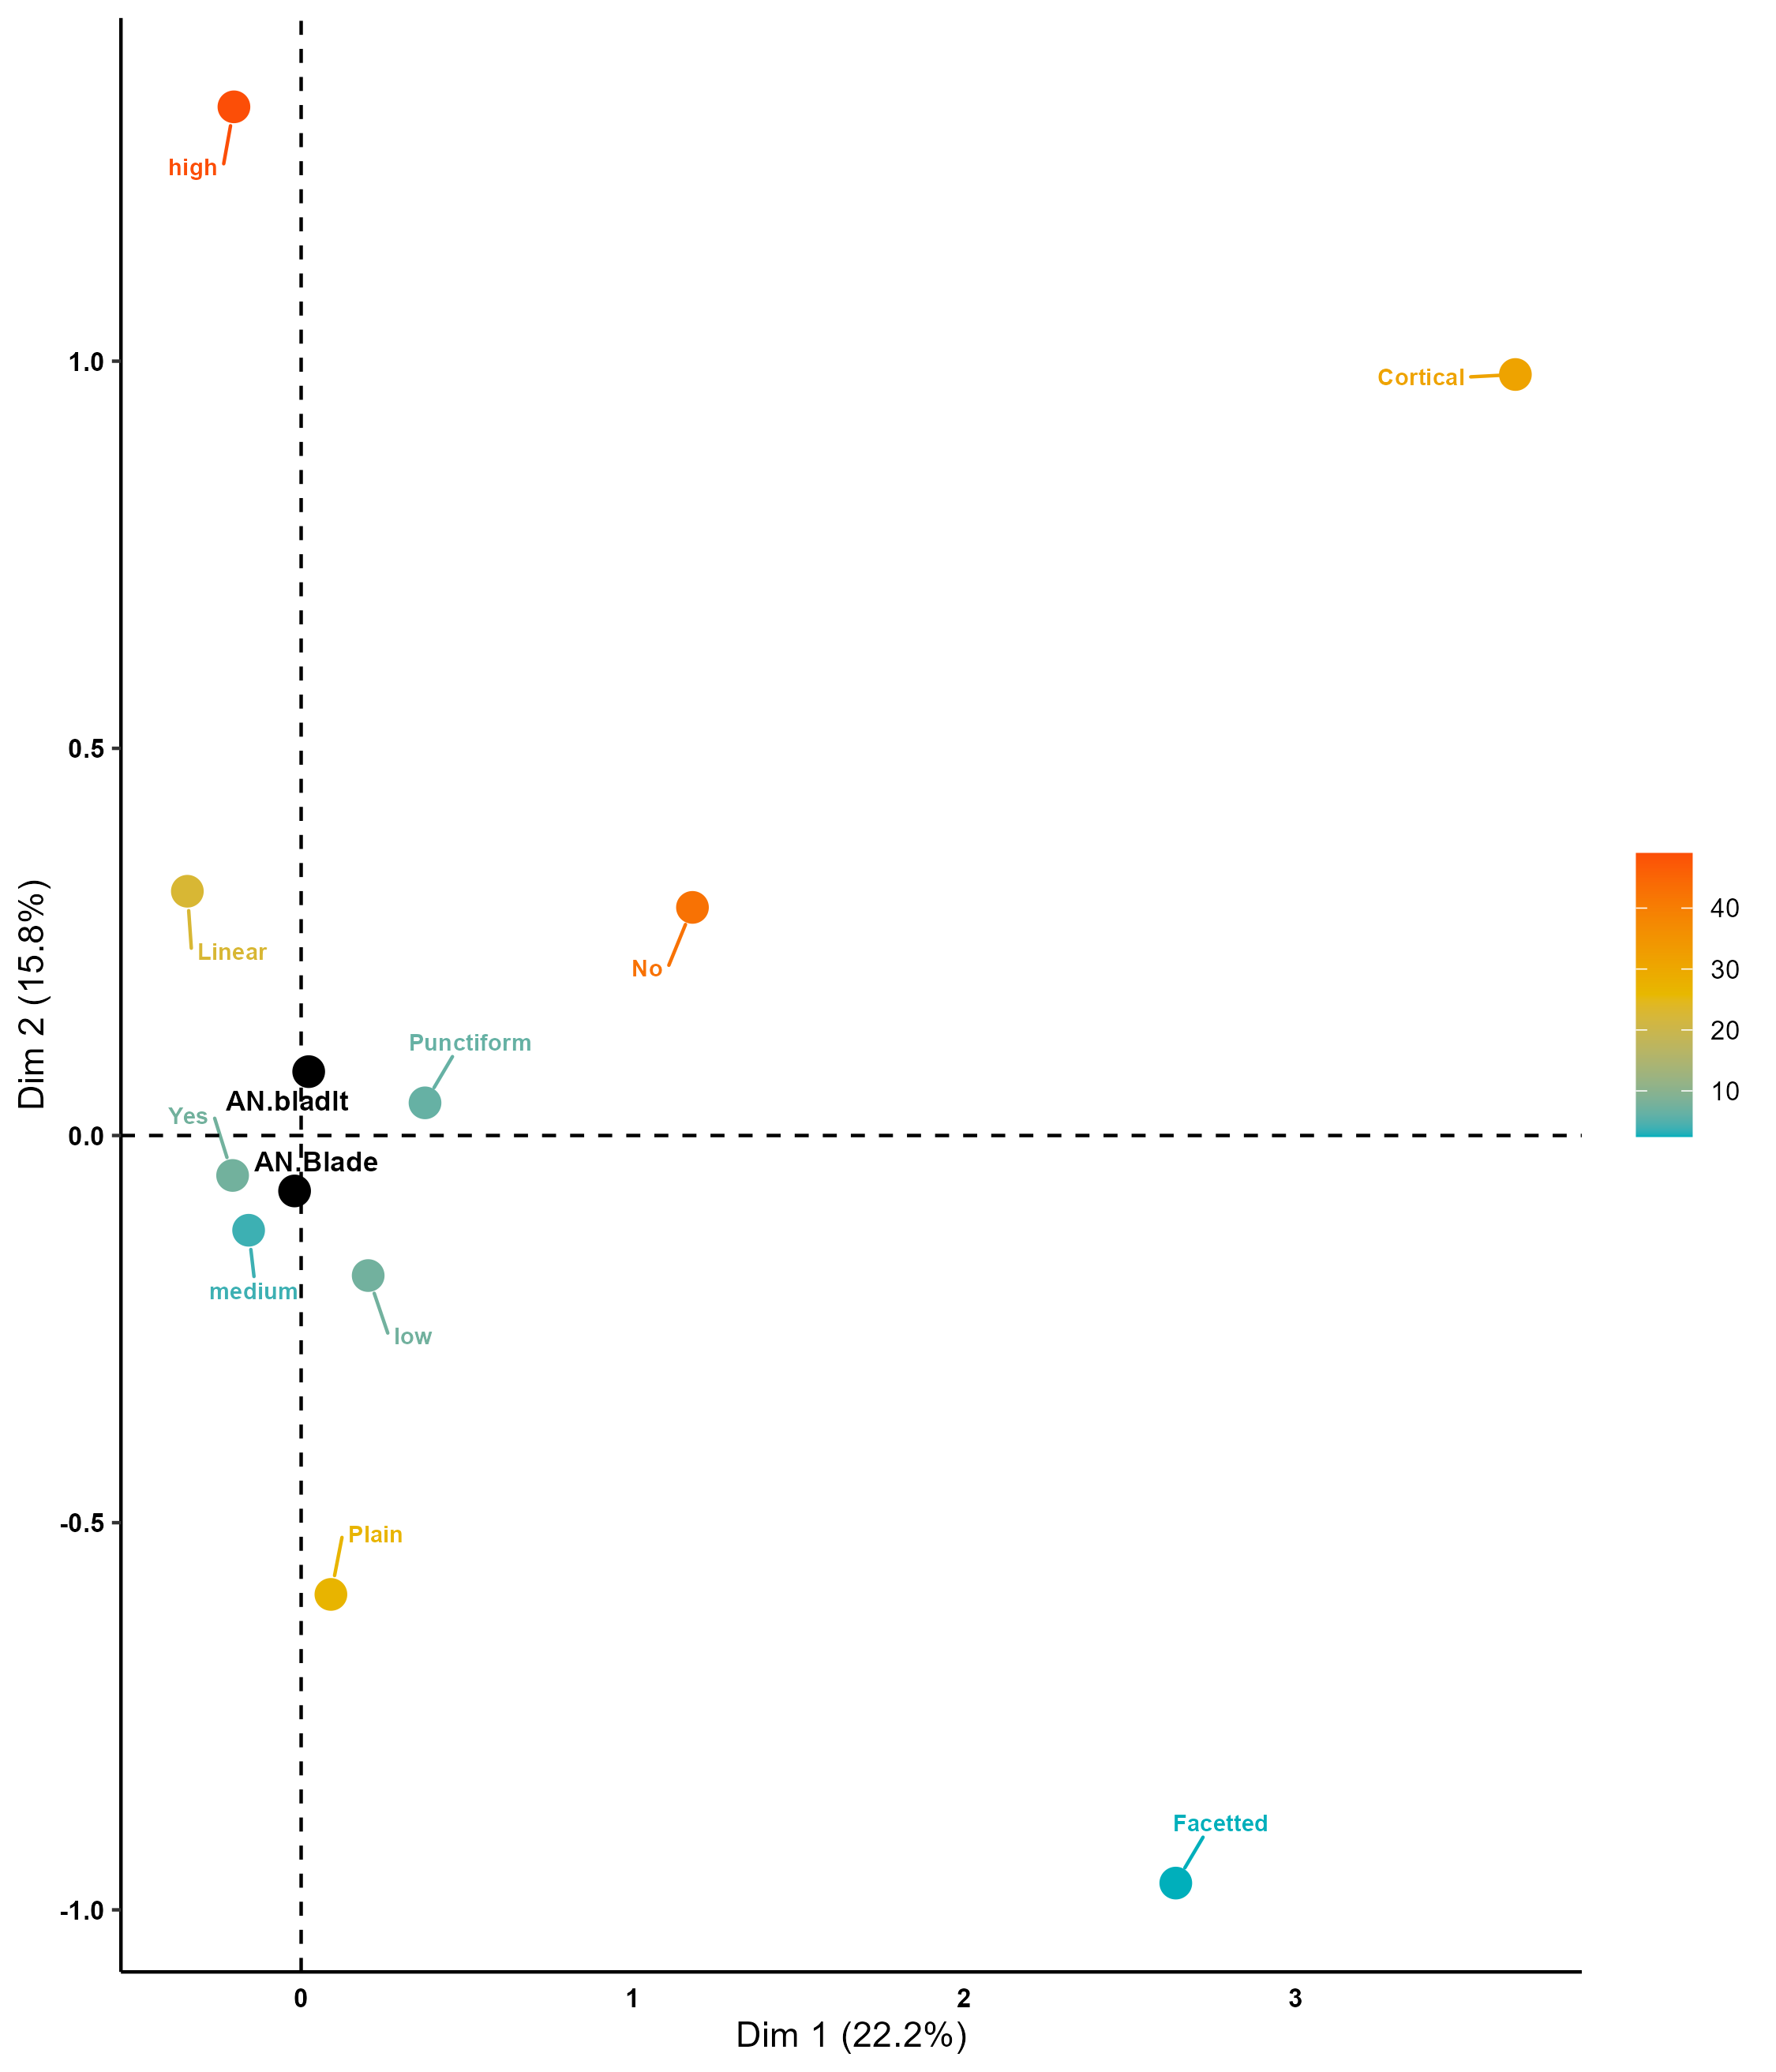 high
1.0
Cortical
0.5
Linear
No
40
30
20
10
Punctiform
AN.bladlt
Yes
0.0
AN.Blade
medium
low
-0.5
Plain
Facetted
-1.0
0 1 2 3
Dim 1 (22.2%)
Dim 2 (15.8%)